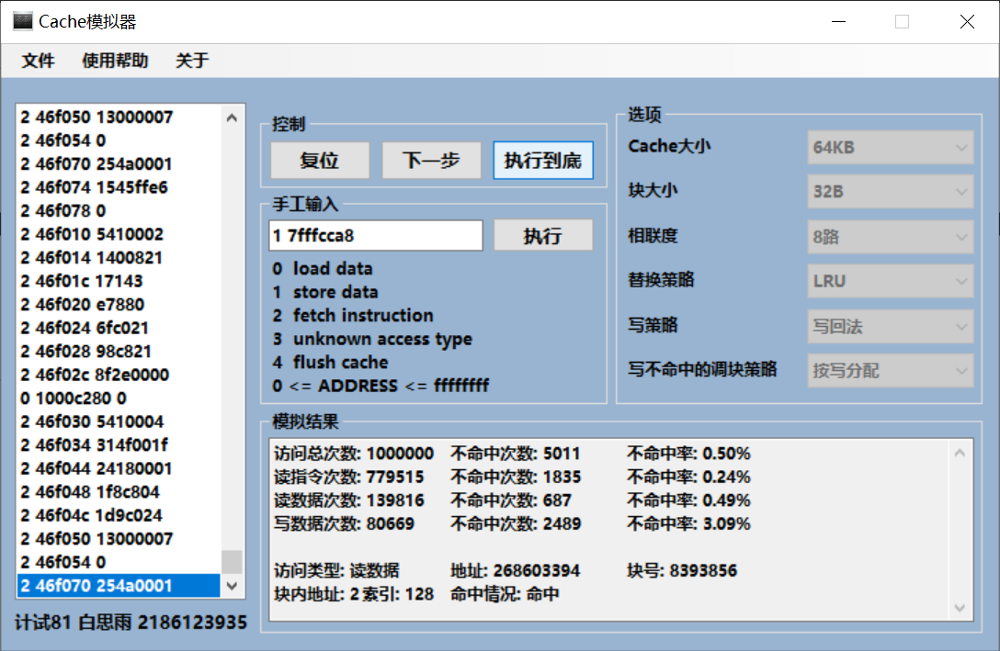 Cache模拟器
文件 使用帮助 关于
2 46f050 13000007
2 46f054 0
2 46f070 254a0001
2 46f074 1545ffe6
2 46f078 0
2 46f010 5410002
2 46f014 1400821
2 46f01c 17143
2 46f020 e7880
2 46f024 6fc021
2 46f028 98c821
2 46f02c 8f2e0000
0 1000c280 0
2 46f030 5410004
2 46f034 314f001f
2 46f044 24180001
2 46f048 1f8c804
2 46f04c 1d9c024
2 46f050 13000007
2 46f054 0
2 46f070 254a0001
计试81 白思雨 2186123935
控制
复位 下一步 执行到底
手工输入
1 7fffcca8 执行
0 load data
1 store data
2 fetch instruction
3 unknown access type
4 flush cache
0 <= ADDRESS <= ffffffff
选项
Cache大小 64KB
块大小 32B
相联度 8路
替换策略 LRU
写策略 写回法
写不命中的调块策略 按写分配
模拟结果
访问总次数: 1000000 不命中次数: 5011 不命中率: 0.50%
读指令次数: 779515 不命中次数: 1835 不命中率: 0.24%
读数据次数: 139816 不命中次数: 687 不命中率: 0.49%
写数据次数: 80669 不命中次数: 2489 不命中率: 3.09%
访问类型: 读数据 地址: 268603394 块号: 8393856
块内地址: 2 索引: 128 命中情况: 命中